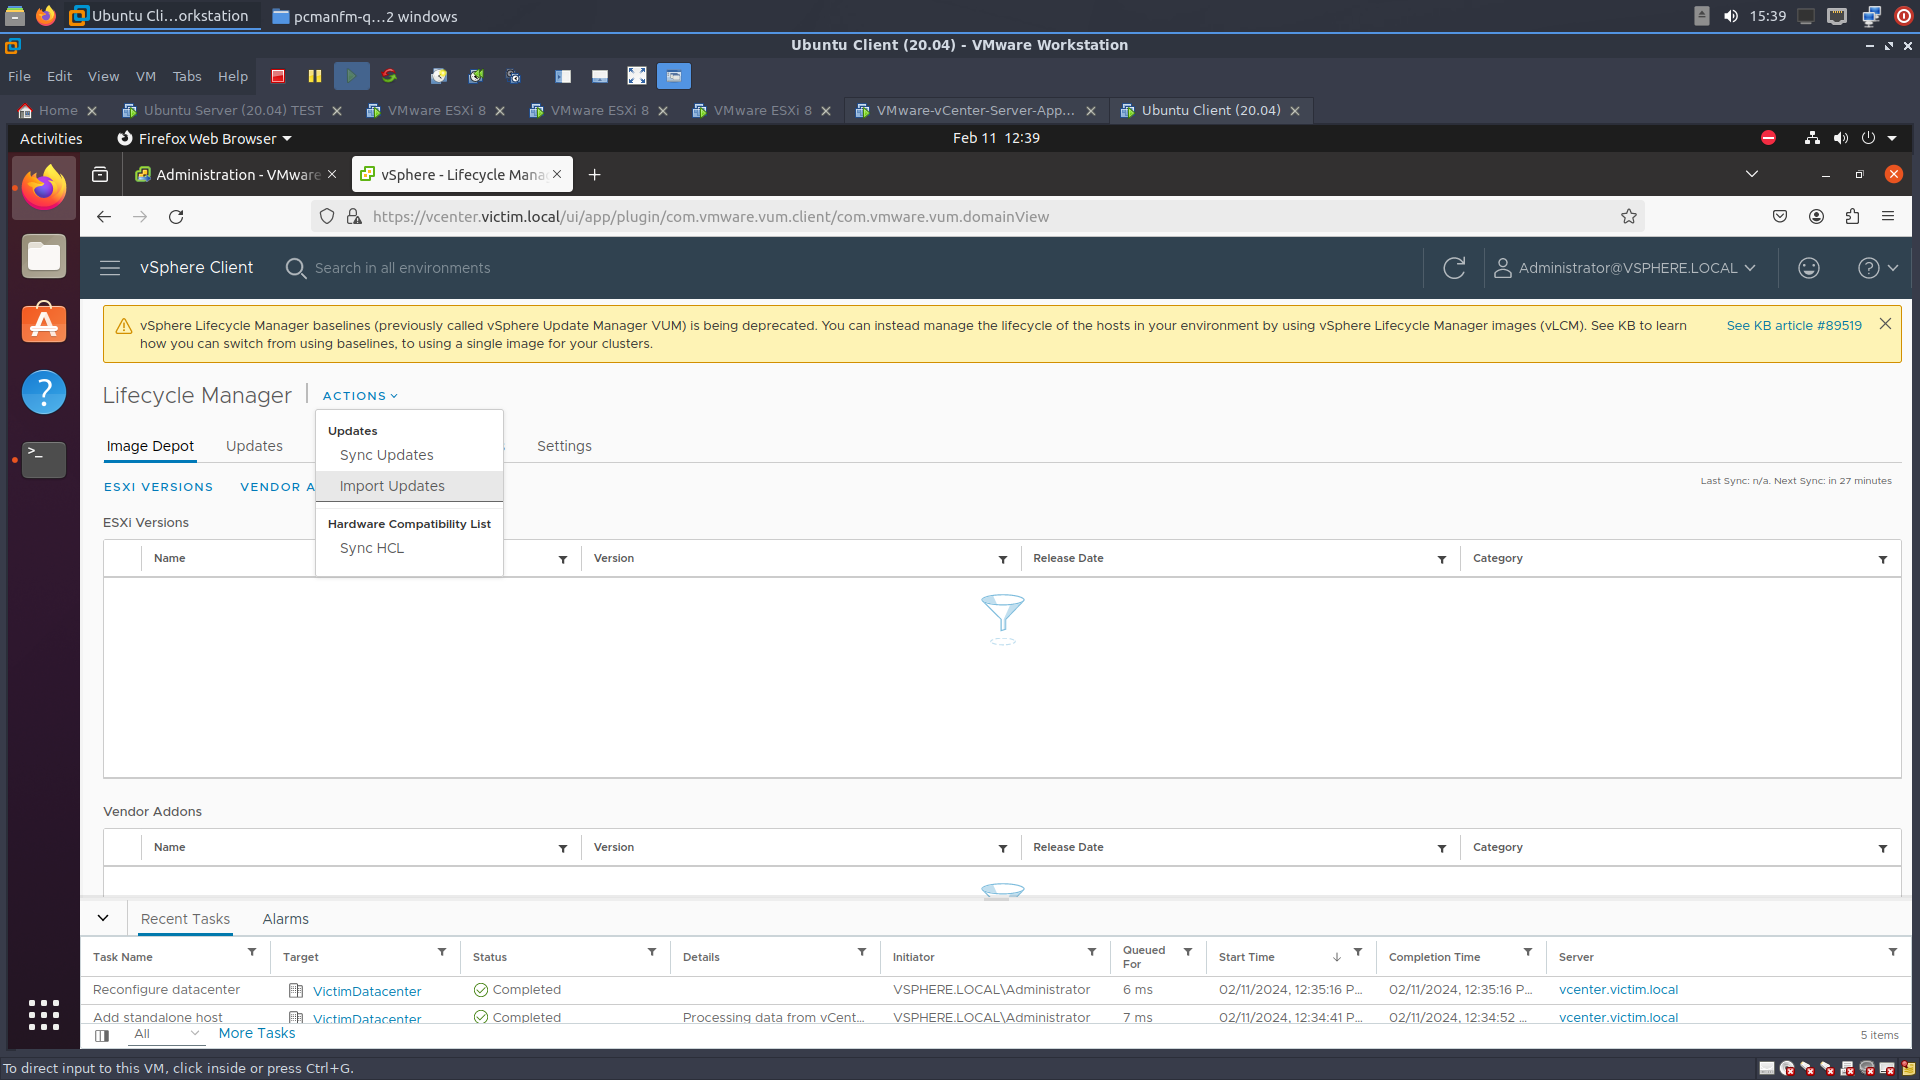 Ubuntu Cli...orkstation
pcmanfm-q...2 windows
15:39
Ubuntu Client (20.04) - VMware Workstation
File Edit View VM Tabs Help
Home
Ubuntu Server (20.04) TEST
VMware ESXi 8
VMware ESXi 8
VMware ESXi 8
VMware-vCenter-Server-App...
Ubuntu Client (20.04)
Activities
Firefox Web Browser
Feb 11 12:39
Administration - VMware
vSphere - Lifecycle Mana
https://vcenter.victim.local/ui/app/plugin/com.vmware.vum.client/com.vmware.vum.domainView
vSphere Client
Search in all environments
Administrator@VSPHERE.LOCAL
vSphere Lifecycle Manager baselines (previously called vSphere Update Manager VUM) is being deprecated. You can instead manage the lifecycle of the hosts in your environment by using vSphere Lifecycle Manager images (vLCM). See KB to learn
how you can switch from using baselines, to using a single image for your clusters.
See KB article #89519
Lifecycle Manager
ACTIONS
Updates
Sync Updates
Import Updates
Hardware Compatibility List
Sync HCL
Image Depot
Updates
Settings
ESXI VERSIONS
VENDOR A
Last Sync: n/a. Next Sync: in 27 minutes
ESXi Versions
Name Version Release Date Category
Vendor Addons
Name Version Release Date Category
Recent Tasks
Alarms
Task Name Target Status Details Initiator Queued For Start Time Completion Time Server
Reconfigure datacenter VictimDatacenter Completed VSPHERE.LOCAL\Administrator 6 ms 02/11/2024, 12:35:16 P... 02/11/2024, 12:35:16 P... vcenter.victim.local
Add standalone host VictimDatacenter Completed Processing data from vCent... VSPHERE.LOCAL\Administrator 7 ms 02/11/2024, 12:34:41 P... 02/11/2024, 12:34:52 ... vcenter.victim.local
All
More Tasks
5 items
To direct input to this VM, click inside or press Ctrl+G.